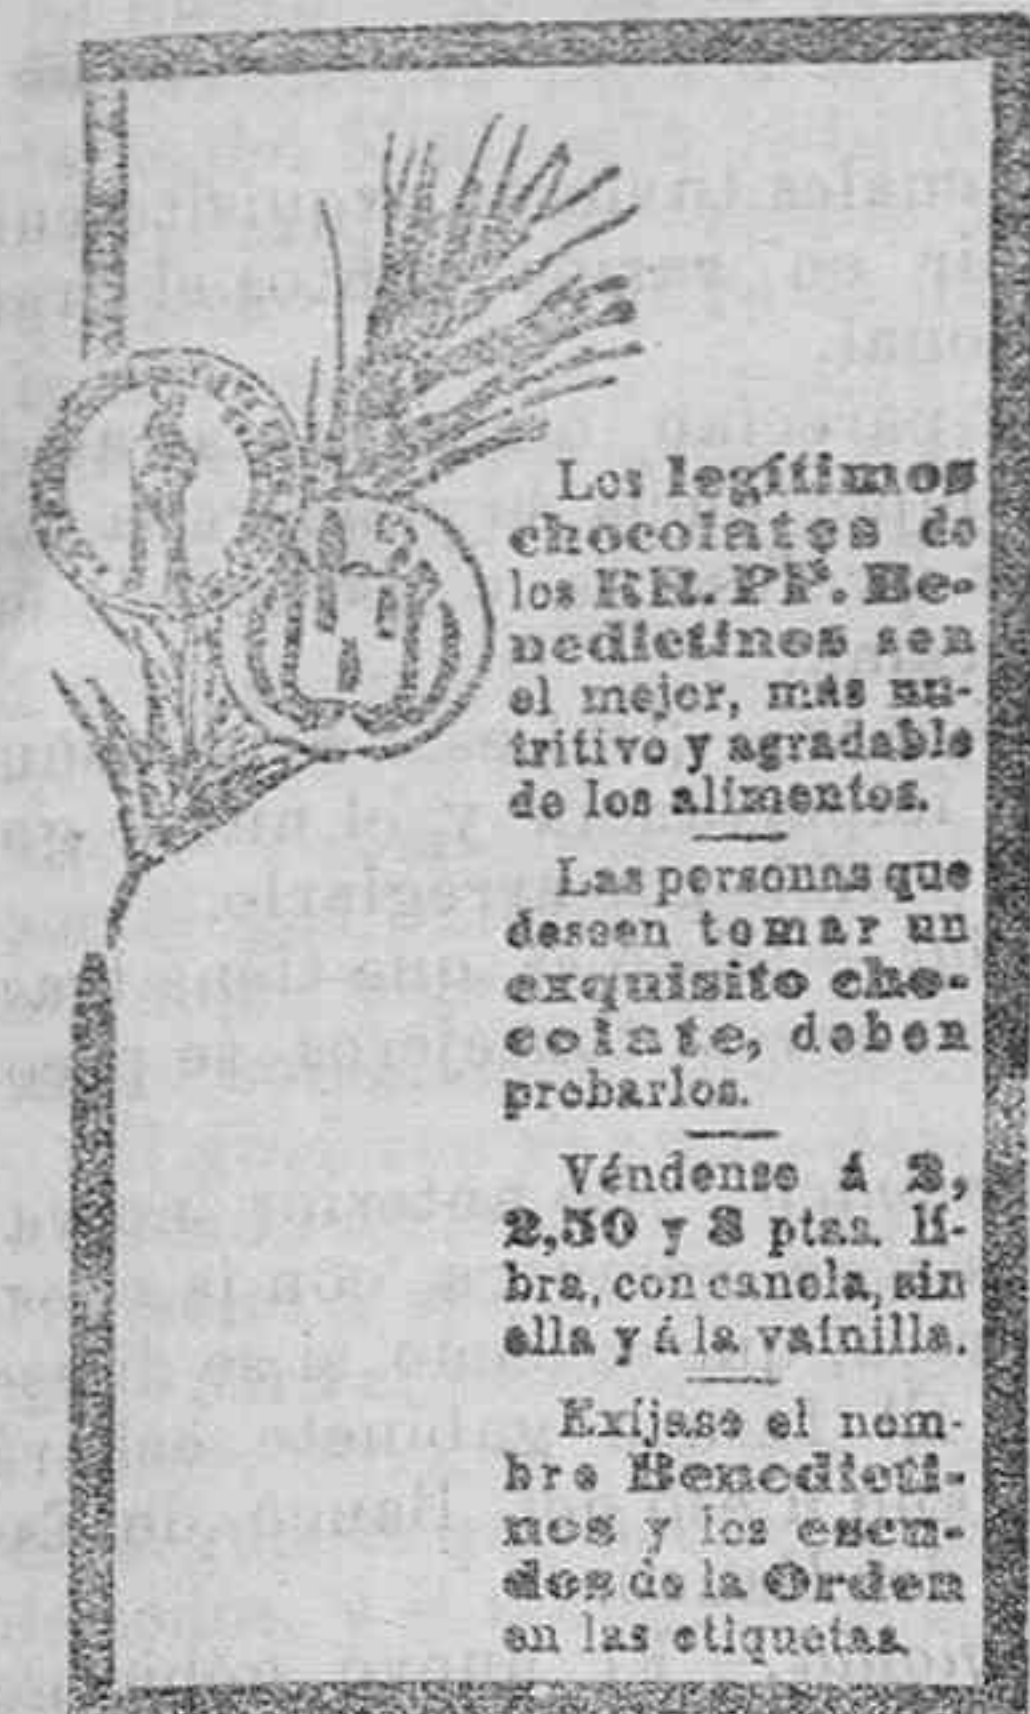 Los legítimos
chocolates de
los RR. PP. Be-
nedictinos son
el mejor, más nu-
tritivo y agradable
de los alimentos.
Las personas que
deseen tomar un
exquisito cho-
colate, deben
probarlos.
Véndense á 2,
2,50 y 3 ptas. li-
bra, con canela, sin
ella y á la vainilla.
Exíjase el nom-
bre Benedicti-
nos y los escu-
dos de la Orden
en las etiquetas.